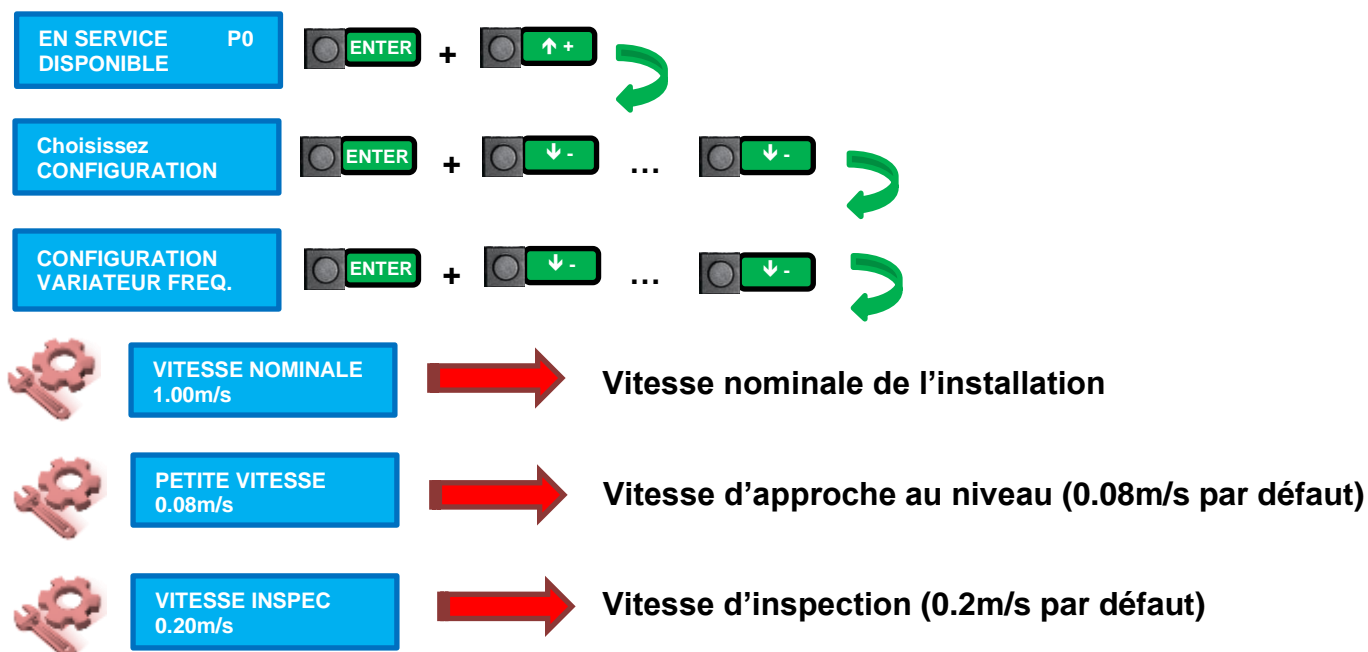 EN SERVICE P0
DISPONIBLE
ENTER + ↑ +
Choisissez
CONFIGURATION
ENTER + ↓ - ... ↓ -
CONFIGURATION
VARIATEUR FREQ.
ENTER + ↓ - ... ↓ -
VITESSE NOMINALE
1.00m/s
Vitesse nominale de l’installation
PETITE VITESSE
0.08m/s
Vitesse d’approche au niveau (0.08m/s par défaut)
VITESSE INSPEC
0.20m/s
Vitesse d’inspection (0.2m/s par défaut)